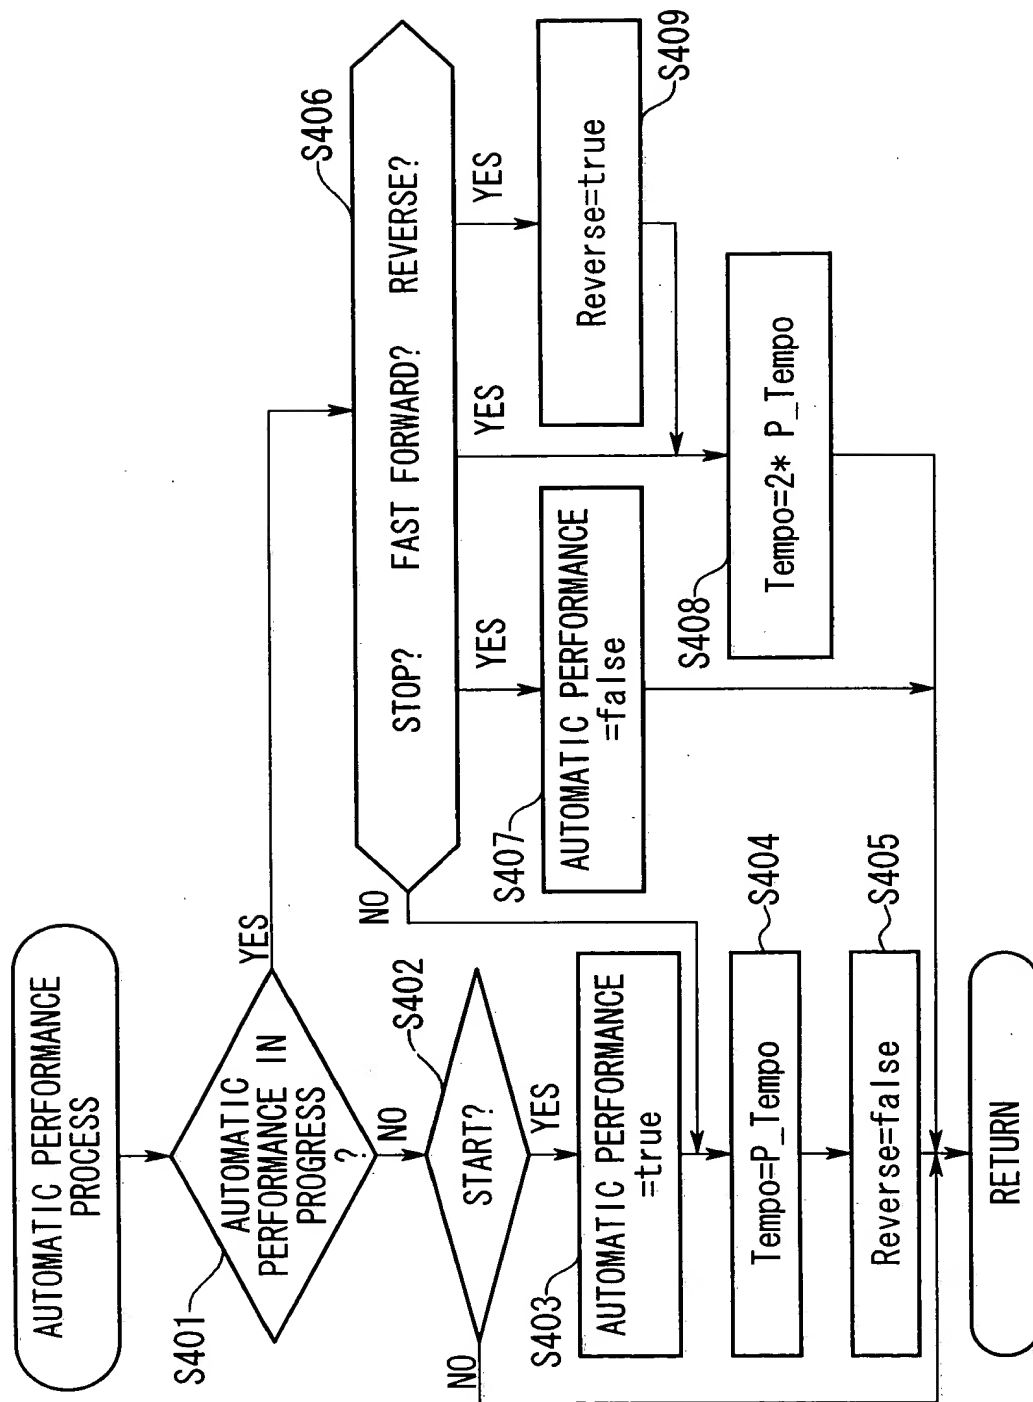 AUTOMATIC PERFORMANCE
PROCESS
S401
AUTOMATIC
PERFORMANCE IN
PROGRESS
?
YES
NO
S402
START?
NO
YES
S403
AUTOMATIC PERFORMANCE
=true
S404
Tempo=P_Tempo
S405
Reverse=false
RETURN
S406
STOP? FAST FORWARD? REVERSE?
NO
YES
YES
YES
S407
AUTOMATIC PERFORMANCE
=false
S409
Reverse=true
S408
Tempo=2* P_Tempo